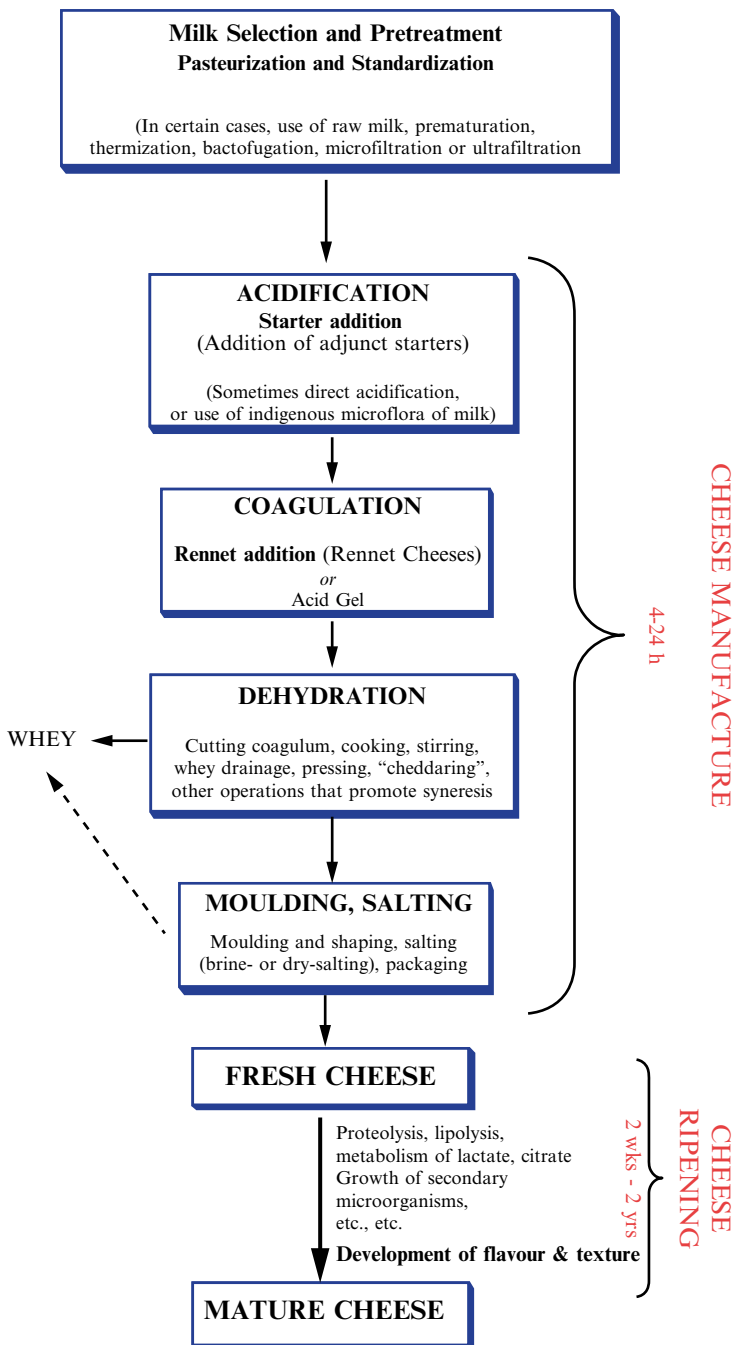 Milk Selection and Pretreatment
Pasteurization and Standardization
(In certain cases, use of raw milk, prematuration,
thermization, bactofugation, microfiltration or ultrafiltration
ACIDIFICATION
Starter addition
(Addition of adjunct starters)
(Sometimes direct acidification,
or use of indigenous microflora of milk)
COAGULATION
Rennet addition (Rennet Cheeses)
or
Acid Gel
DEHYDRATION
Cutting coagulum, cooking, stirring,
whey drainage, pressing, “cheddaring”,
other operations that promote syneresis
WHEY
MOULDING, SALTING
Moulding and shaping, salting
(brine- or dry-salting), packaging
CHEESE MANUFACTURE
4-24 h
FRESH CHEESE
Proteolysis, lipolysis,
metabolism of lactate, citrate
Growth of secondary
microorganisms,
etc., etc.
Development of flavour & texture
MATURE CHEESE
CHEESE
RIPENING
2 wks - 2 yrs